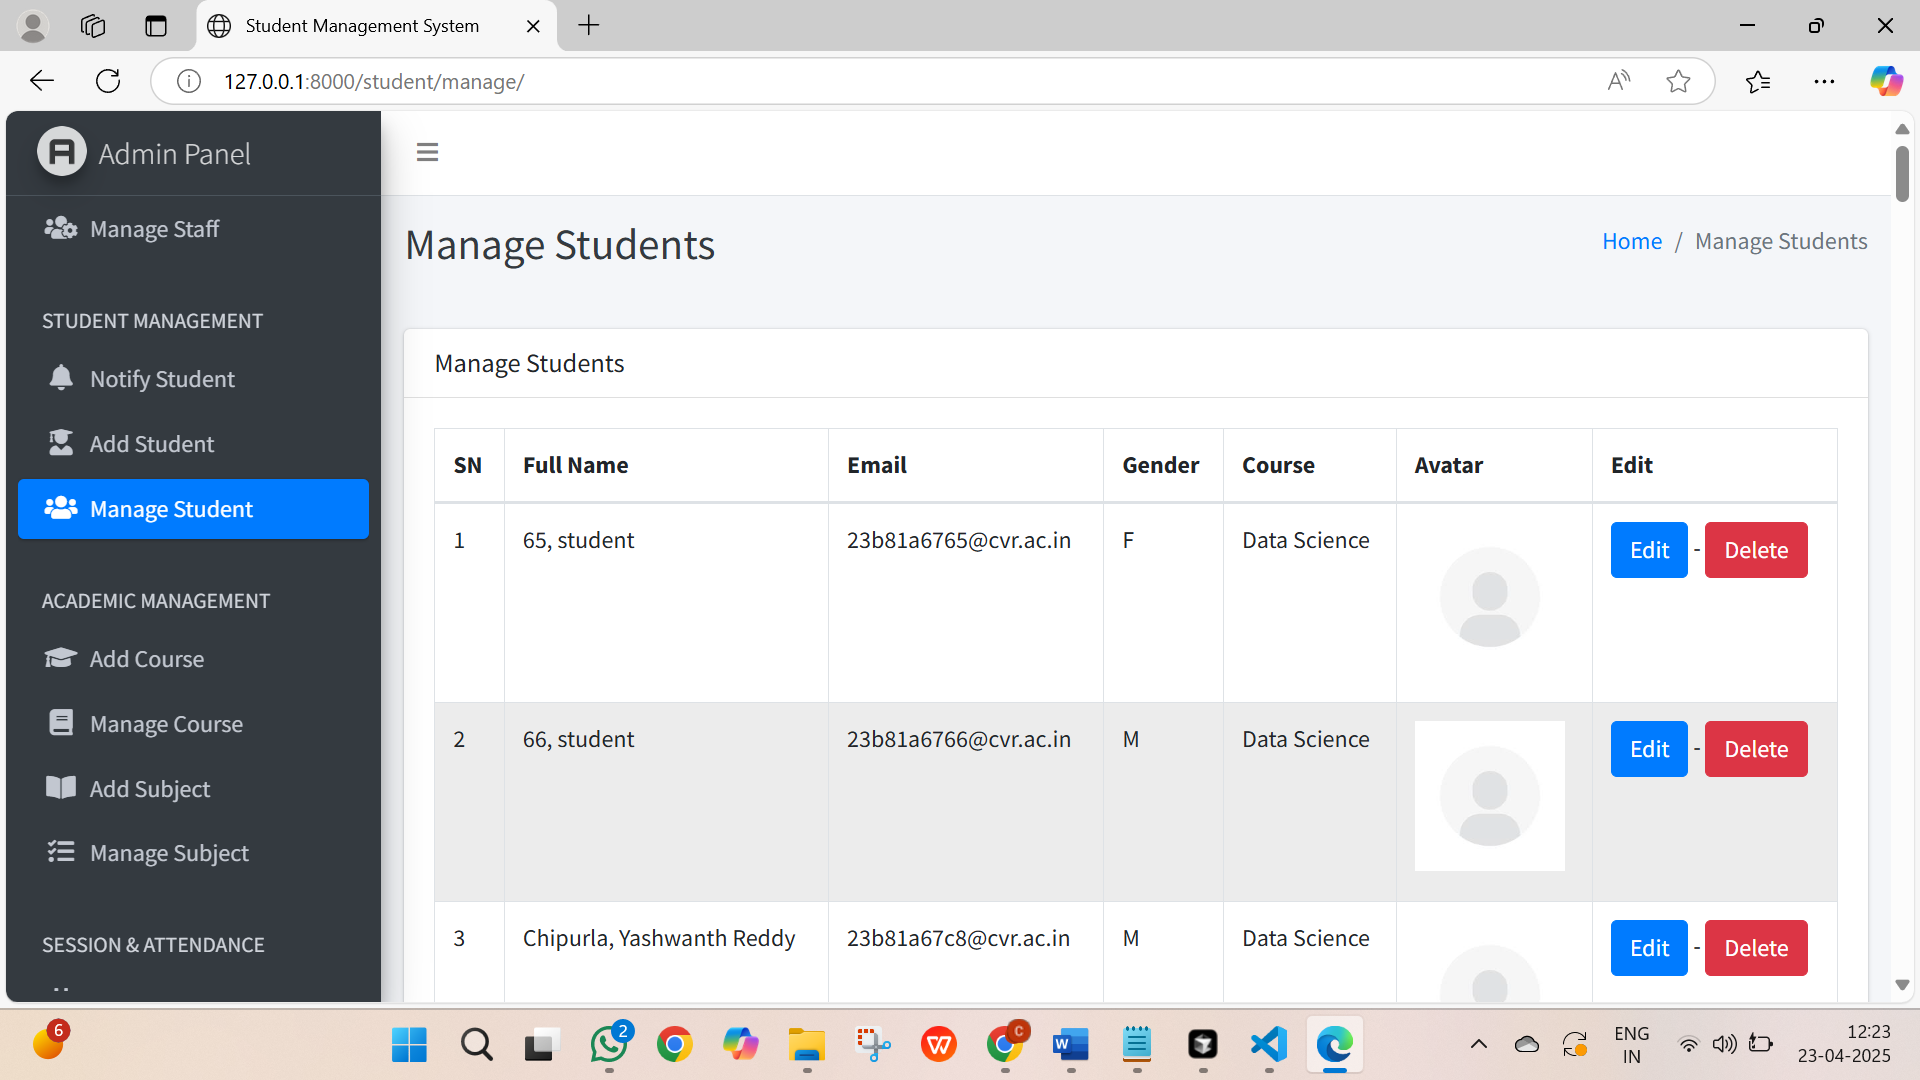 Student Management System
127.0.0.1:8000/student/manage/
Admin Panel
Manage Staff
STUDENT MANAGEMENT
Notify Student
Add Student
Manage Student
ACADEMIC MANAGEMENT
Add Course
Manage Course
Add Subject
Manage Subject
SESSION & ATTENDANCE
Manage Students
Home / Manage Students
Manage Students
SN Full Name Email Gender Course Avatar Edit
1 65, student 23b81a6765@cvr.ac.in F Data Science Edit - Delete
2 66, student 23b81a6766@cvr.ac.in M Data Science Edit - Delete
3 Chipurla, Yashwanth Reddy 23b81a67c8@cvr.ac.in M Data Science Edit - Delete
6
2
C
W
ENG
IN
12:23
23-04-2025